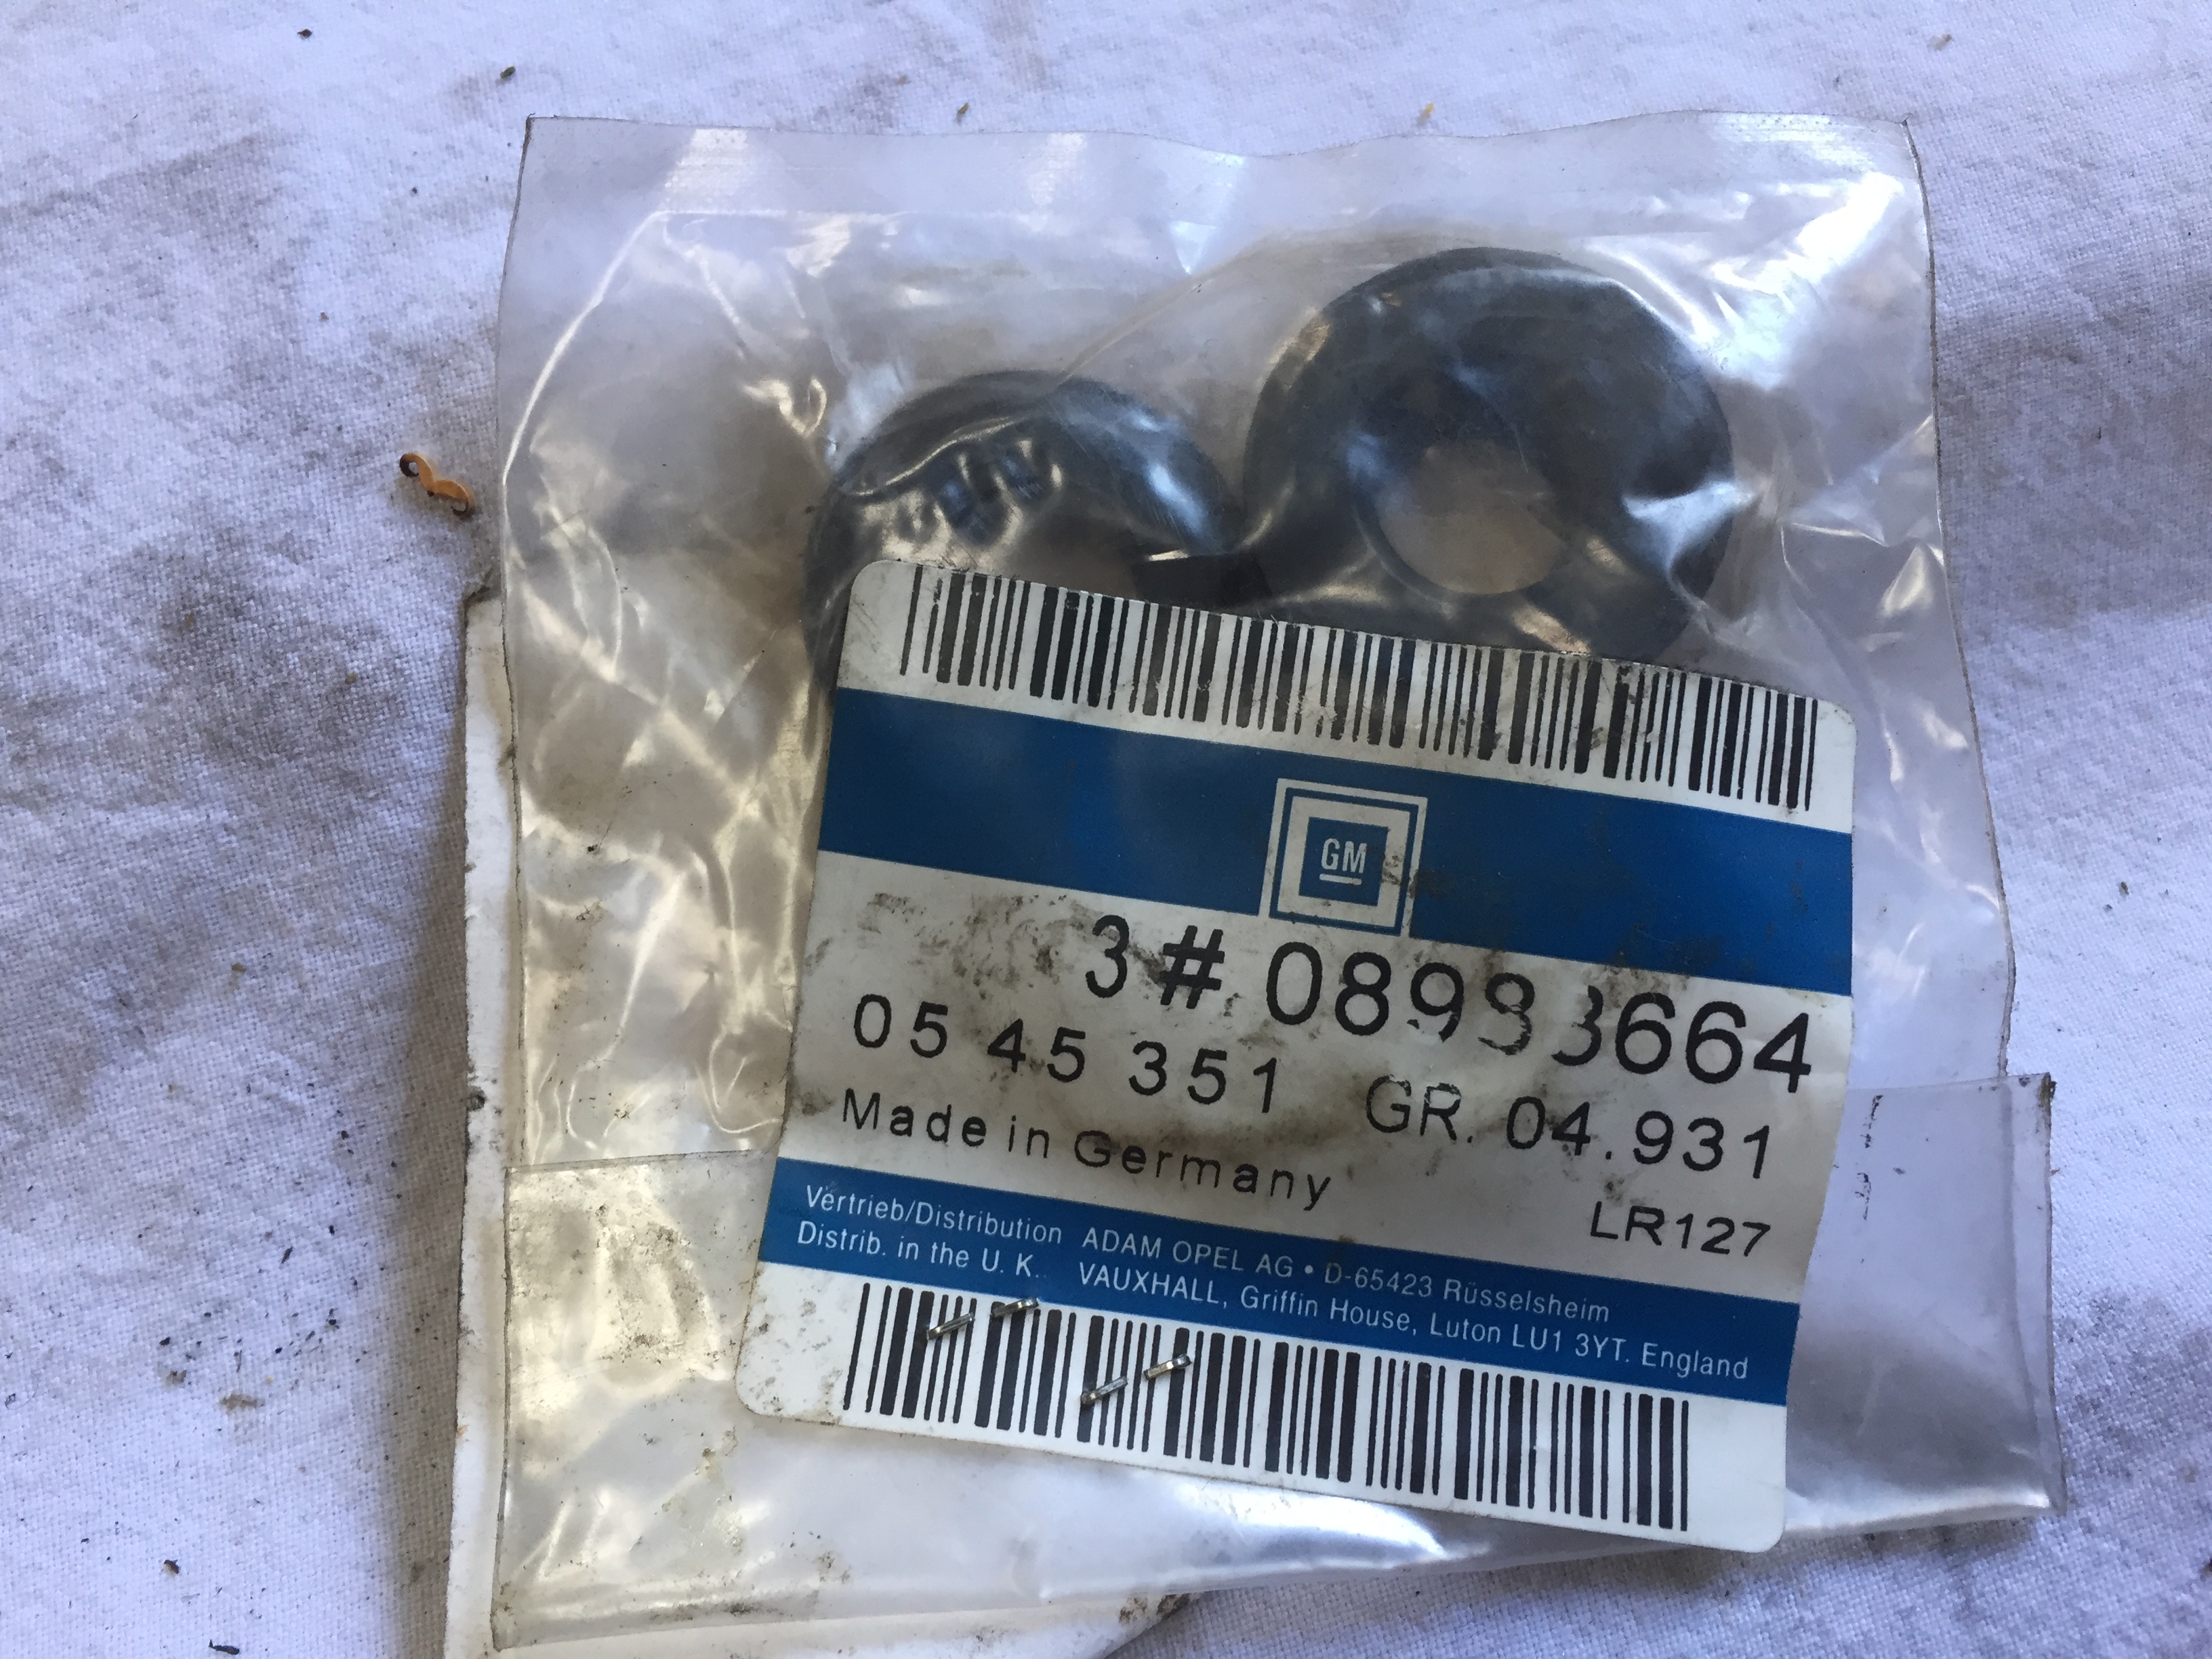 GM
3 # 08983664
05 45 351 GR. 04.931
Made in Germany
LR127
Vertrieb/Distribution ADAM OPEL AG • D-65423 Rüsselsheim
Distrib. in the U. K. VAUXHALL, Griffin House, Luton LU1 3YT. England